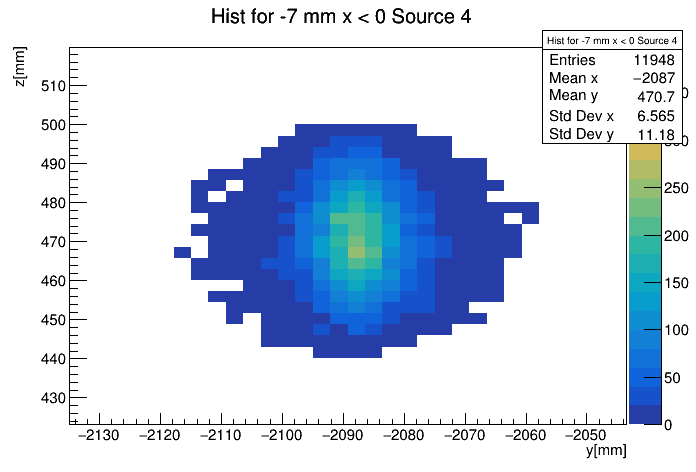 Hist for -7 mm x < 0 Source 4
z[mm]
Hist for -7 mm x < 0 Source 4
Entries 11948
Mean x −2087
Mean y 470.7
Std Dev x 6.565
Std Dev y 11.18
510
500
490
480
470
460
450
440
430
250
200
150
100
50
0
−2130 −2120 −2110 −2100 −2090 −2080 −2070 −2060 −2050
y[mm]